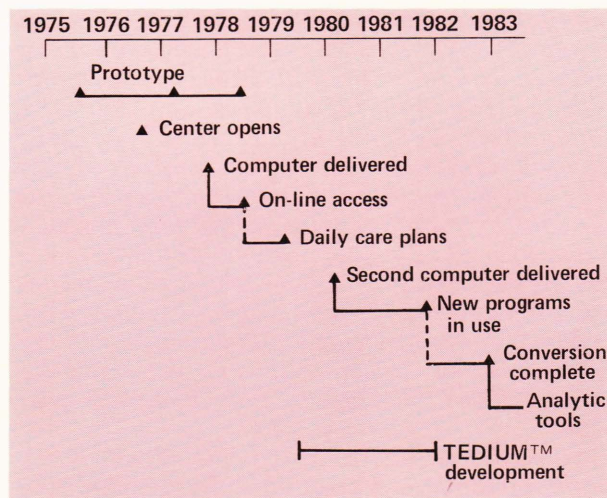 1975 1976 1977 1978 1979 1980 1981 1982 1983
Prototype
Center opens
Computer delivered
On-line access
Daily care plans
Second computer delivered
New programs
in use
Conversion
complete
Analytic
tools
TEDIUM™
development